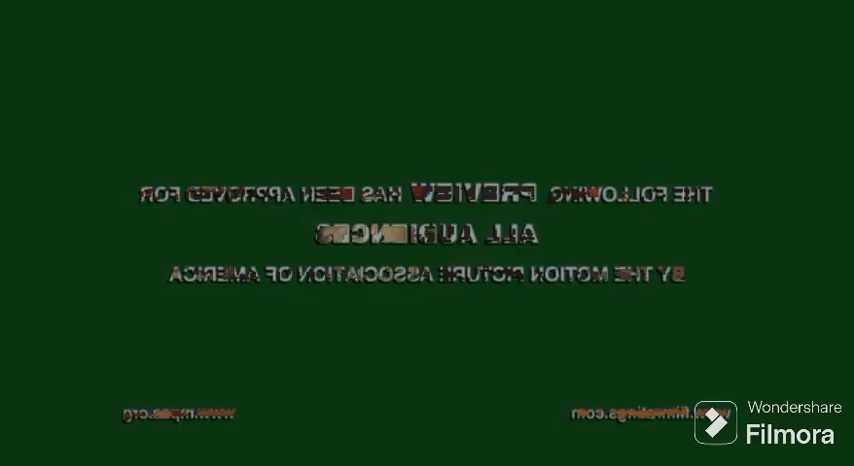 THE FOLLOWING PREVIEW HAS BEEN APPROVED FOR
ALL AUDIENCES
BY THE MOTION PICTURE ASSOCIATION OF AMERICA
www.filmratings.com
www.mpaa.org
Wondershare
Filmora